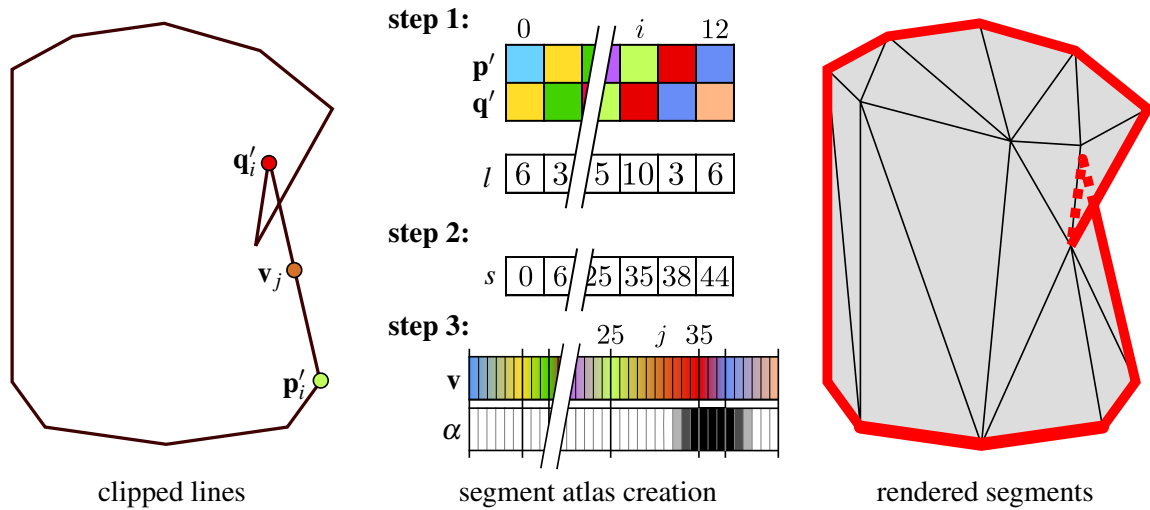 step 1:
0 i 12
p′
q′
l 6 3 5 10 3 6
step 2:
s 0 6 25 35 38 44
step 3:
25 j 35
v
α
q′i
vj
p′i
clipped lines
segment atlas creation
rendered segments